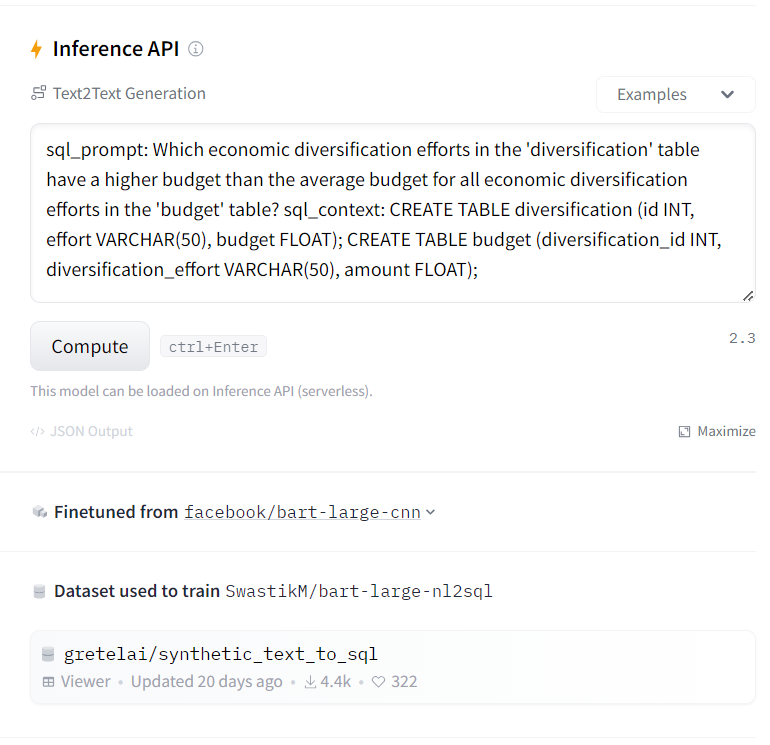 Inference API
Text2Text Generation
Examples
sql_prompt: Which economic diversification efforts in the 'diversification' table
have a higher budget than the average budget for all economic diversification
efforts in the 'budget' table? sql_context: CREATE TABLE diversification (id INT,
effort VARCHAR(50), budget FLOAT); CREATE TABLE budget (diversification_id INT,
diversification_effort VARCHAR(50), amount FLOAT);
Compute
ctrl+Enter
2.3
This model can be loaded on Inference API (serverless).
</> JSON Output
Maximize
Finetuned from facebook/bart-large-cnn
Dataset used to train SwastikM/bart-large-nl2sql
gretelai/synthetic_text_to_sql
Viewer • Updated 20 days ago • 4.4k • 322